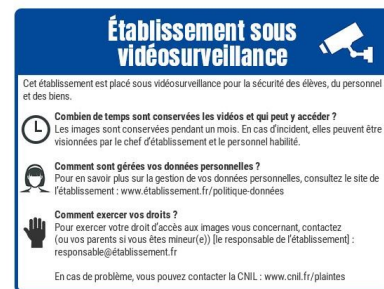 Établissement sous
vidéosurveillance
Cet établissement est placé sous vidéosurveillance pour la sécurité des élèves, du personnel
et des biens.
Combien de temps sont conservées les vidéos et qui peut y accéder ?
Les images sont conservées pendant un mois. En cas d'incident, elles peuvent être
visionnées par le chef d'établissement et le personnel habilité.
Comment sont gérées vos données personnelles ?
Pour en savoir plus sur la gestion de vos données personnelles, consultez le site de
l'établissement : www.établissement.fr/politique-données
Comment exercer vos droits ?
Pour exercer votre droit d'accès aux images vous concernant, contactez
(ou vos parents si vous êtes mineur(e)) [le responsable de l'établissement] :
responsable@établissement.fr
En cas de problème, vous pouvez contacter la CNIL : www.cnil.fr/plaintes